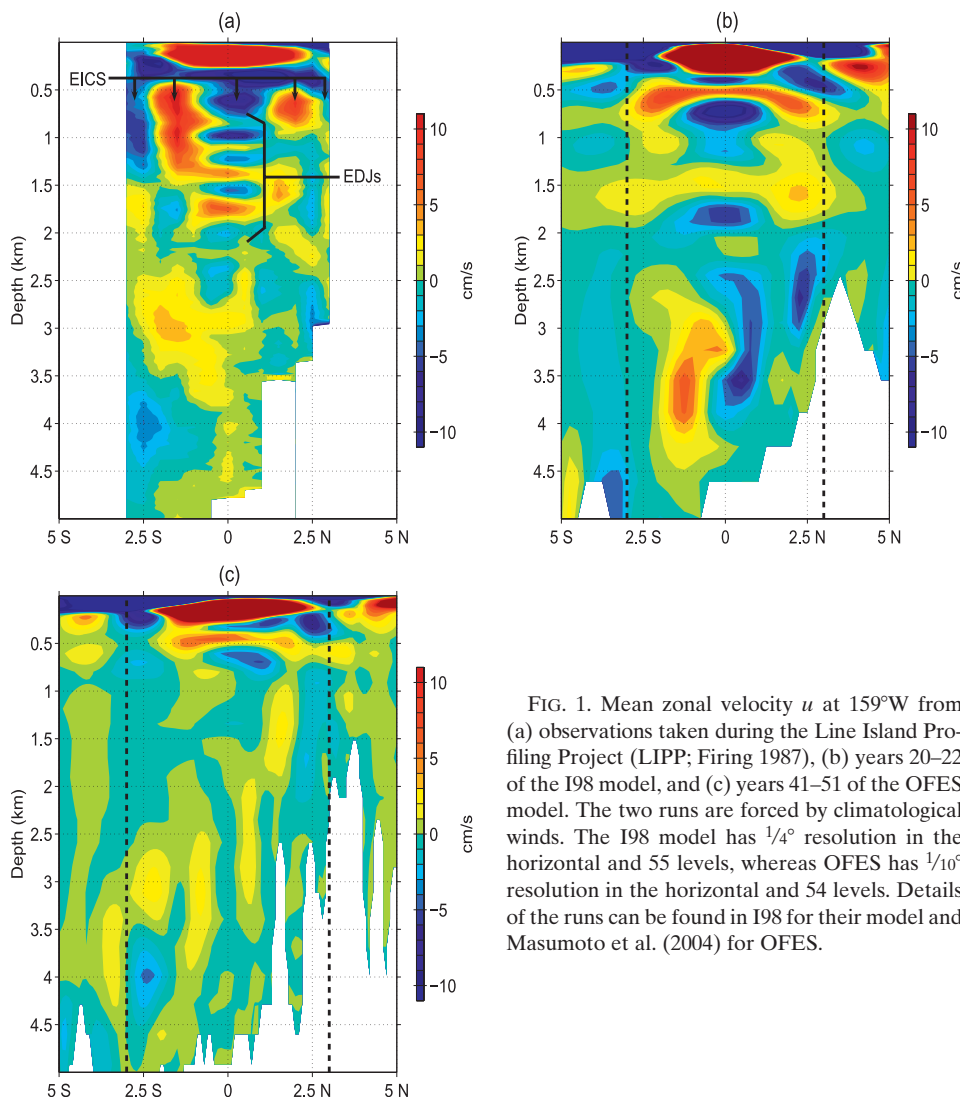 (a)
EICS
EDJs
0.5
1
1.5
2
2.5
3
3.5
4
4.5
Depth (km)
5 S
2.5 S
0
2.5 N
5 N
10
5
0
−5
−10
cm/s
(b)
0.5
1
1.5
2
2.5
3
3.5
4
4.5
Depth (km)
5 S
2.5 S
0
2.5 N
5 N
10
5
0
−5
−10
cm/s
(c)
0.5
1
1.5
2
2.5
3
3.5
4
4.5
Depth (km)
5 S
2.5 S
0
2.5 N
5 N
10
5
0
−5
−10
cm/s
FIG. 1. Mean zonal velocity u at 159°W from
(a) observations taken during the Line Island Pro-
filing Project (LIPP; Firing 1987), (b) years 20–22
of the I98 model, and (c) years 41–51 of the OFES
model. The two runs are forced by climatological
winds. The I98 model has 1/4° resolution in the
horizontal and 55 levels, whereas OFES has 1/10°
resolution in the horizontal and 54 levels. Details
of the runs can be found in I98 for their model and
Masumoto et al. (2004) for OFES.